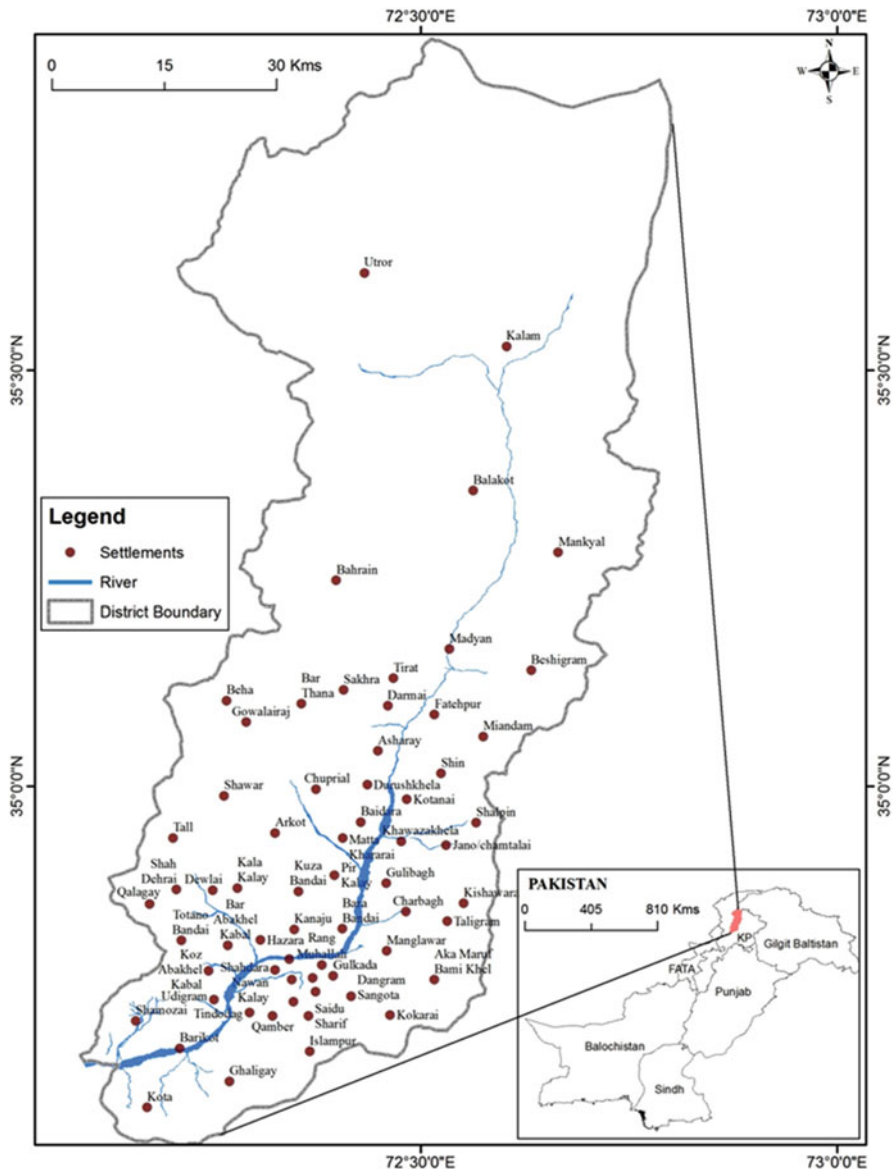 72°30'0"E
73°0'0"E
0
15
30 Kms
N
W
E
S
Utror
Kalam
35°30'0"N
35°30'0"N
Balakot
Legend
Settlements
River
District Boundary
Mankyal
Bahrain
Madyan
Beshigram
Tirat
Bar
Thana
Sakhra
Beha
Darmai
Fatehpur
Gowalairaj
Miandam
Asharay
Shin
35°0'0"N
35°0'0"N
Chuprial
Durushkhela
Shawar
Kotanai
Baidara
Shalpin
Arkot
Tall
Matta
Khararai
Khawazakhela
Jano/chamtalai
Shah
Dehrai
Dewlai
Kala
Kalay
Kuza
Bandai
Pir
Kalay
Gulibagh
Qalagay
Kishawara
Bar
Abakhel
Bara
Bandai
Charbagh
Totano
Bandai
Kanaju
Taligram
Hazara
Rang
Muhallah
Manglawar
Koz
Abakhel
Shahdara
Gulkada
Aka Maruf
Bami Khel
Kabal
Nawan
Kalay
Dangram
Udigram
Sangota
Shamozai
Tindodag
Qamber
Saidu
Sharif
Kokarai
Barikot
Islampur
Ghaligay
Kota
PAKISTAN
0
405
810 Kms
KP
Gilgit Baltistan
FATA
Punjab
Balochistan
Sindh
72°30'0"E
73°0'0"E